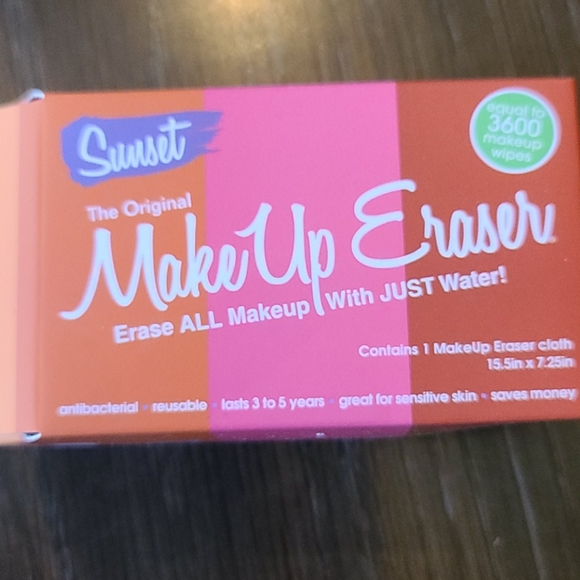 Sunset
equal to
3600
makeup
wipes
The Original
MakeUp Eraser
Erase ALL Makeup With JUST Water!
Contains 1 MakeUp Eraser cloth
15.5in x 7.25in
antibacterial • reusable • lasts 3 to 5 years • great for sensitive skin • saves money